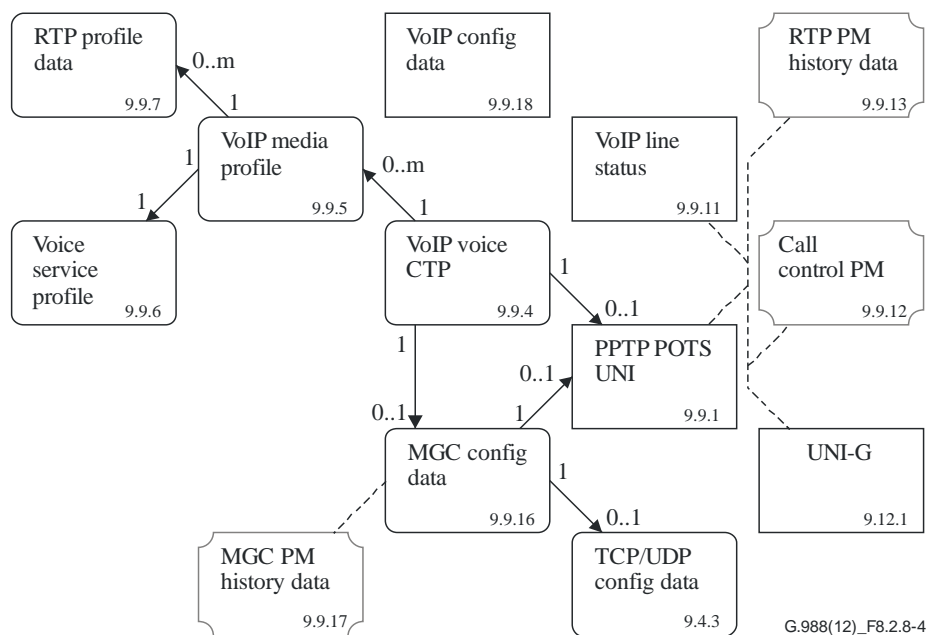 RTP profile
data
9.9.7
VoIP config
data
9.9.18
RTP PM
history data
9.9.13
0..m
1
VoIP media
profile
9.9.5
1
1
0..m
1
VoIP line
status
9.9.11
Voice
service
profile
9.9.6
VoIP voice
CTP
9.9.4
1
0..1
Call
control PM
9.9.12
1
0..1
PPTP POTS
UNI
9.9.1
0..1
1
MGC config
data
9.9.16
1
0..1
UNI-G
9.12.1
MGC PM
history data
9.9.17
TCP/UDP
config data
9.4.3
G.988(12)_F8.2.8-4